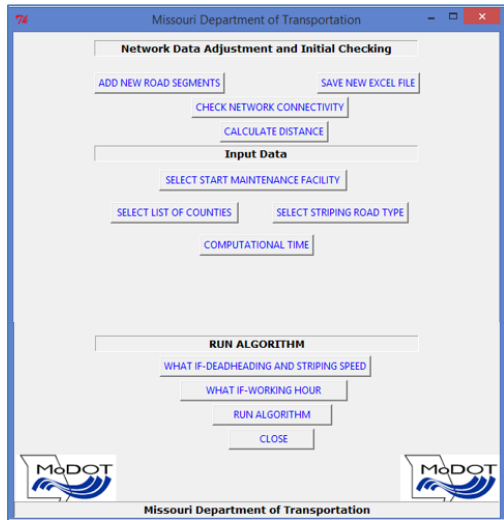 Missouri Department of Transportation
Network Data Adjustment and Initial Checking
ADD NEW ROAD SEGMENTS
SAVE NEW EXCEL FILE
CHECK NETWORK CONNECTIVITY
CALCULATE DISTANCE
Input Data
SELECT START MAINTENANCE FACILITY
SELECT LIST OF COUNTIES
SELECT STRIPING ROAD TYPE
COMPUTATIONAL TIME
RUN ALGORITHM
WHAT IF-DEADHEADING AND STRIPING SPEED
WHAT IF-WORKING HOUR
RUN ALGORITHM
CLOSE
MoDOT
MoDOT
Missouri Department of Transportation